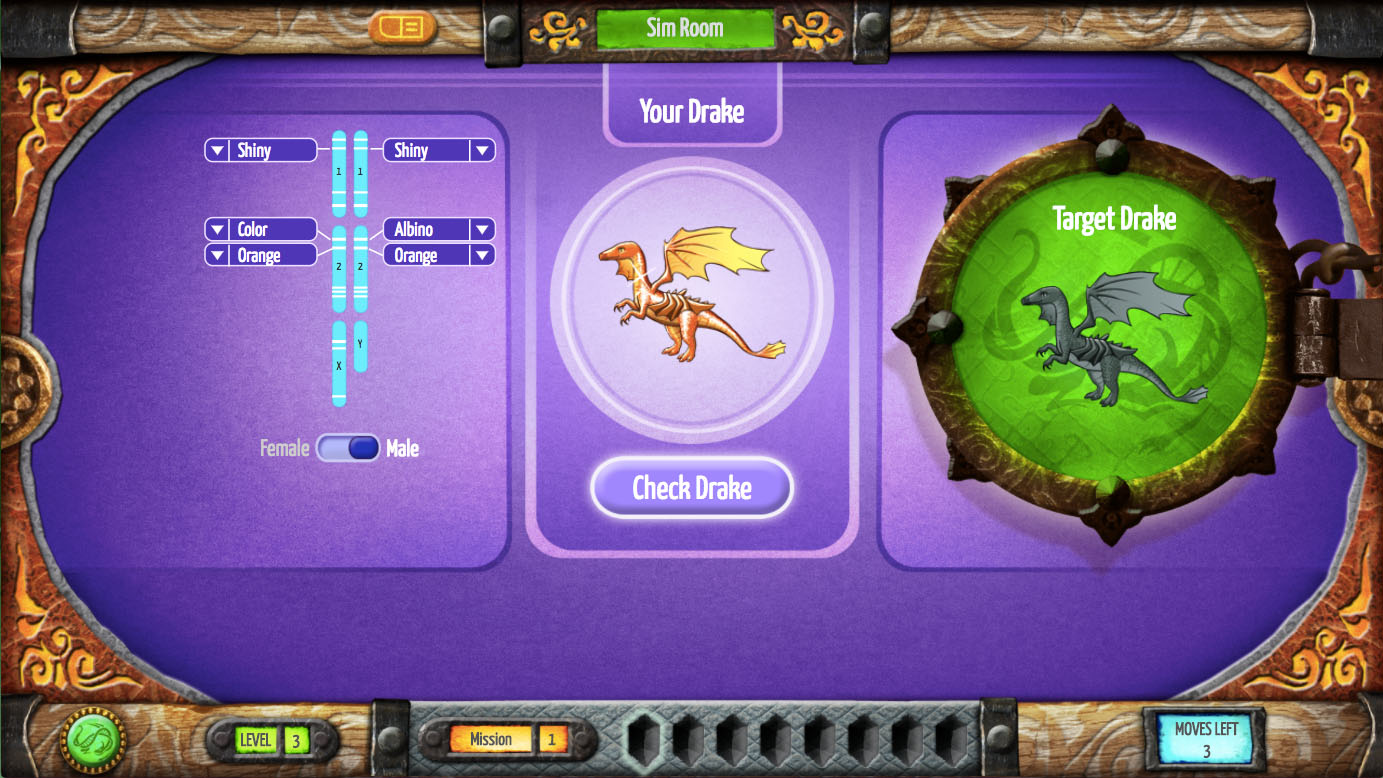 Sim Room
Your Drake
Shiny
Shiny
1 1
Color
Albino
Orange
Orange
2 2
X Y
Female
Male
Check Drake
Target Drake
LEVEL 3
Mission 1
MOVES LEFT
3